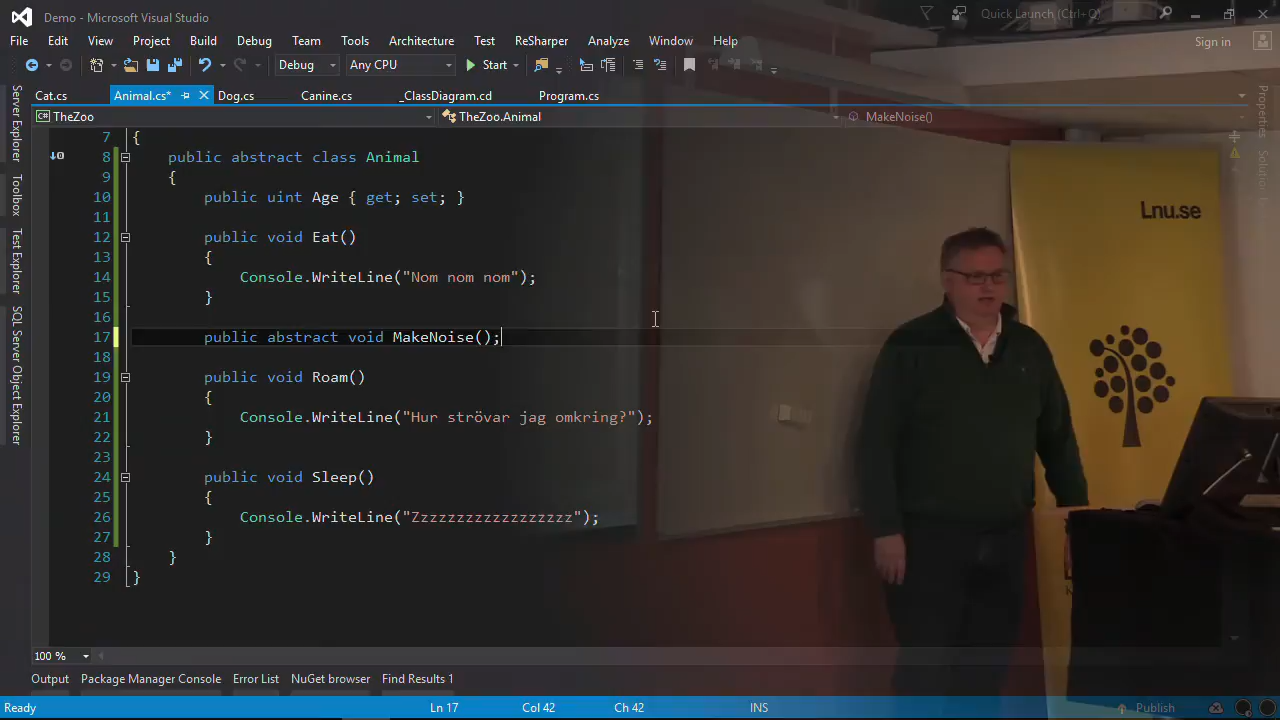 Demo - Microsoft Visual Studio
Quick Launch (Ctrl+Q)
File Edit View Project Build Debug Team Tools Architecture Test ReSharper Analyze Window Help
Sign in
Debug Any CPU Start
Cat.cs Animal.cs* Dog.cs Canine.cs _ClassDiagram.cd Program.cs
C# TheZoo TheZoo.Animal MakeNoise()
7 {
8 public abstract class Animal
9 {
10 public uint Age { get; set; }
11
12 public void Eat()
13 {
14 Console.WriteLine("Nom nom nom");
15 }
16
17 public abstract void MakeNoise();
18
19 public void Roam()
20 {
21 Console.WriteLine("Hur strövar jag omkring?");
22 }
23
24 public void Sleep()
25 {
26 Console.WriteLine("Zzzzzzzzzzzzzzzzzz");
27 }
28 }
29 }
Server Explorer
Toolbox
Test Explorer
SQL Server Object Explorer
Properties
Lnu.se
100 %
Output Package Manager Console Error List NuGet browser Find Results 1
Ln 17 Col 42 Ch 42 INS Publish